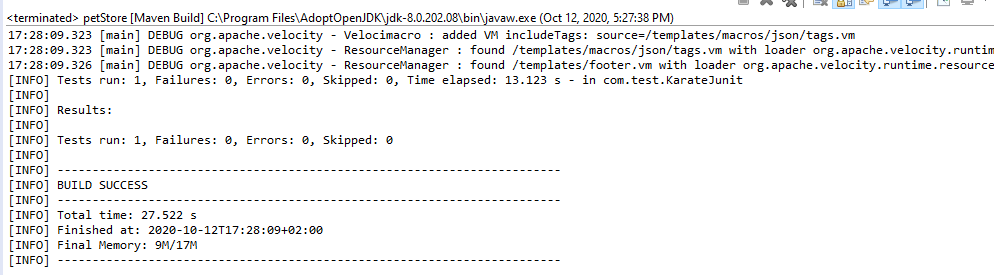 <terminated> petStore [Maven Build] C:\Program Files\AdoptOpenJDK\jdk-8.0.202.08\bin\javaw.exe (Oct 12, 2020, 5:27:38 PM)
17:28:09.323 [main] DEBUG org.apache.velocity - Velocimacro : added VM includeTags: source=/templates/macros/json/tags.vm
17:28:09.323 [main] DEBUG org.apache.velocity - ResourceManager : found /templates/macros/json/tags.vm with loader org.apache.velocity.runtim
17:28:09.326 [main] DEBUG org.apache.velocity - ResourceManager : found /templates/footer.vm with loader org.apache.velocity.runtime.resource
[INFO] Tests run: 1, Failures: 0, Errors: 0, Skipped: 0, Time elapsed: 13.123 s - in com.test.KarateJunit
[INFO]
[INFO] Results:
[INFO]
[INFO] Tests run: 1, Failures: 0, Errors: 0, Skipped: 0
[INFO]
[INFO] ------------------------------------------------------------------------
[INFO] BUILD SUCCESS
[INFO] ------------------------------------------------------------------------
[INFO] Total time: 27.522 s
[INFO] Finished at: 2020-10-12T17:28:09+02:00
[INFO] Final Memory: 9M/17M
[INFO] ------------------------------------------------------------------------